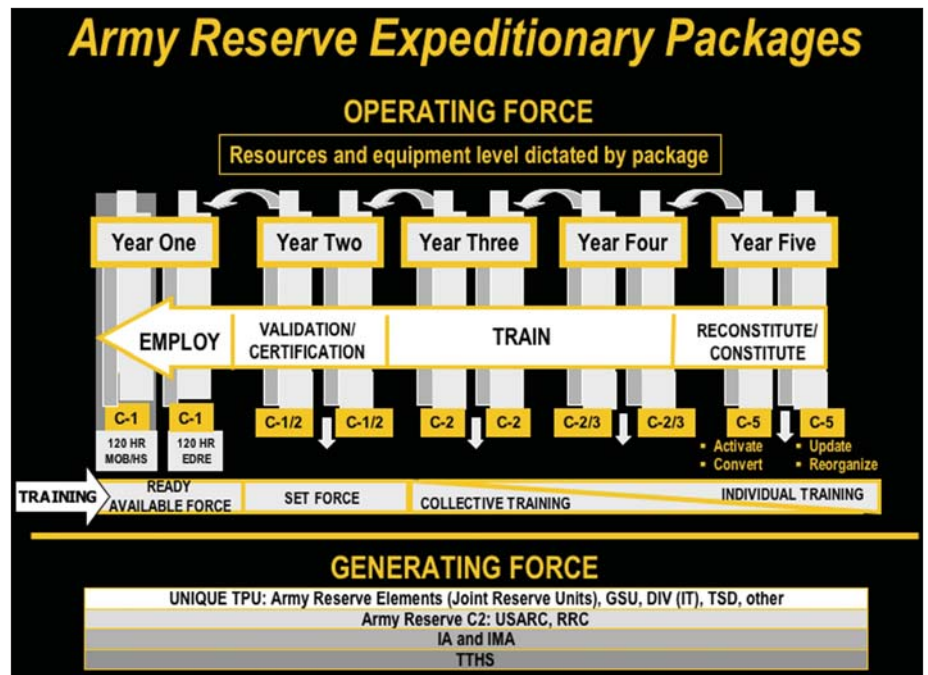 Army Reserve Expeditionary Packages
OPERATING FORCE
Resources and equipment level dictated by package
Year One
Year Two
Year Three
Year Four
Year Five
EMPLOY
VALIDATION/
CERTIFICATION
TRAIN
RECONSTITUTE/
CONSTITUTE
C-1
C-1
C-1/2
C-1/2
C-2
C-2
C-2/3
C-2/3
C-5
C-5
120 HR
MOB/HS
120 HR
EDRE
▪ Activate
▪ Convert
▪ Update
▪ Reorganize
TRAINING
READY
AVAILABLE FORCE
SET FORCE
COLLECTIVE TRAINING
INDIVIDUAL TRAINING
GENERATING FORCE
UNIQUE TPU: Army Reserve Elements (Joint Reserve Units), GSU, DIV (IT), TSD, other
Army Reserve C2: USARC, RRC
IA and IMA
TTHS